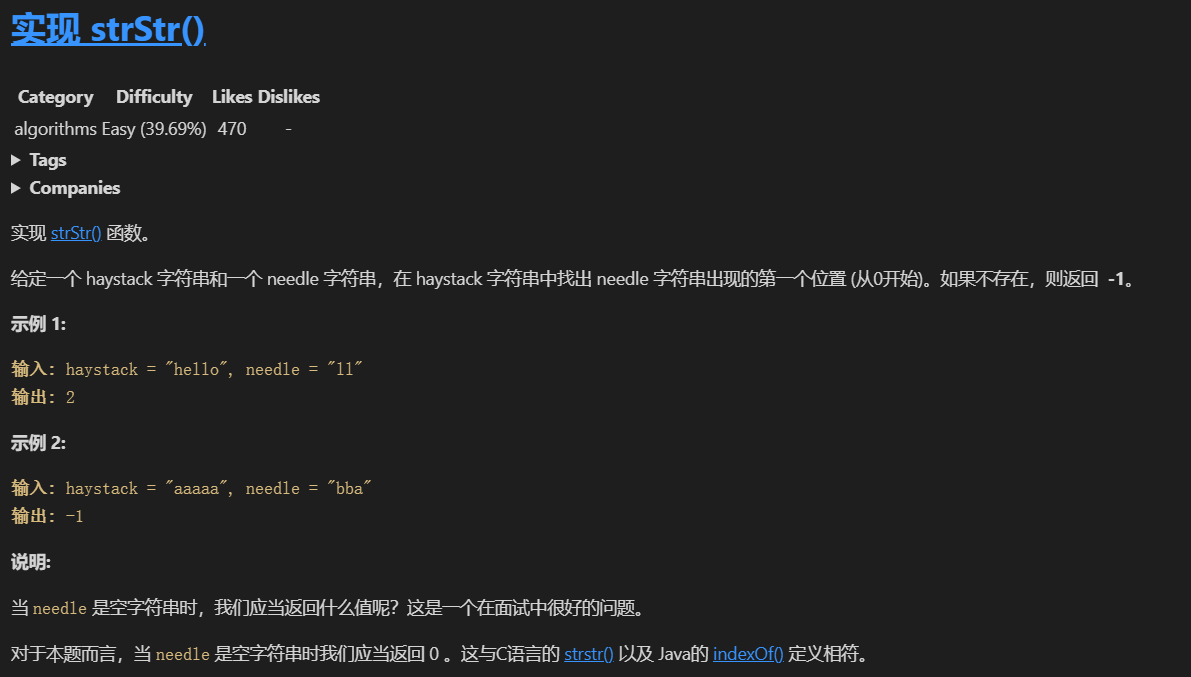 实现 strStr()
Category Difficulty Likes Dislikes
algorithms Easy (39.69%) 470 -
Tags
Companies
实现 strStr() 函数。
给定一个 haystack 字符串和一个 needle 字符串，在 haystack 字符串中找出 needle 字符串出现的第一个位置 (从0开始)。如果不存在，则返回 -1。
示例 1:
输入: haystack = "hello", needle = "ll"
输出: 2
示例 2:
输入: haystack = "aaaaa", needle = "bba"
输出: -1
说明:
当 needle 是空字符串时，我们应当返回什么值呢？这是一个在面试中很好的问题。
对于本题而言，当 needle 是空字符串时我们应当返回 0 。这与C语言的 strstr() 以及 Java的 indexOf() 定义相符。